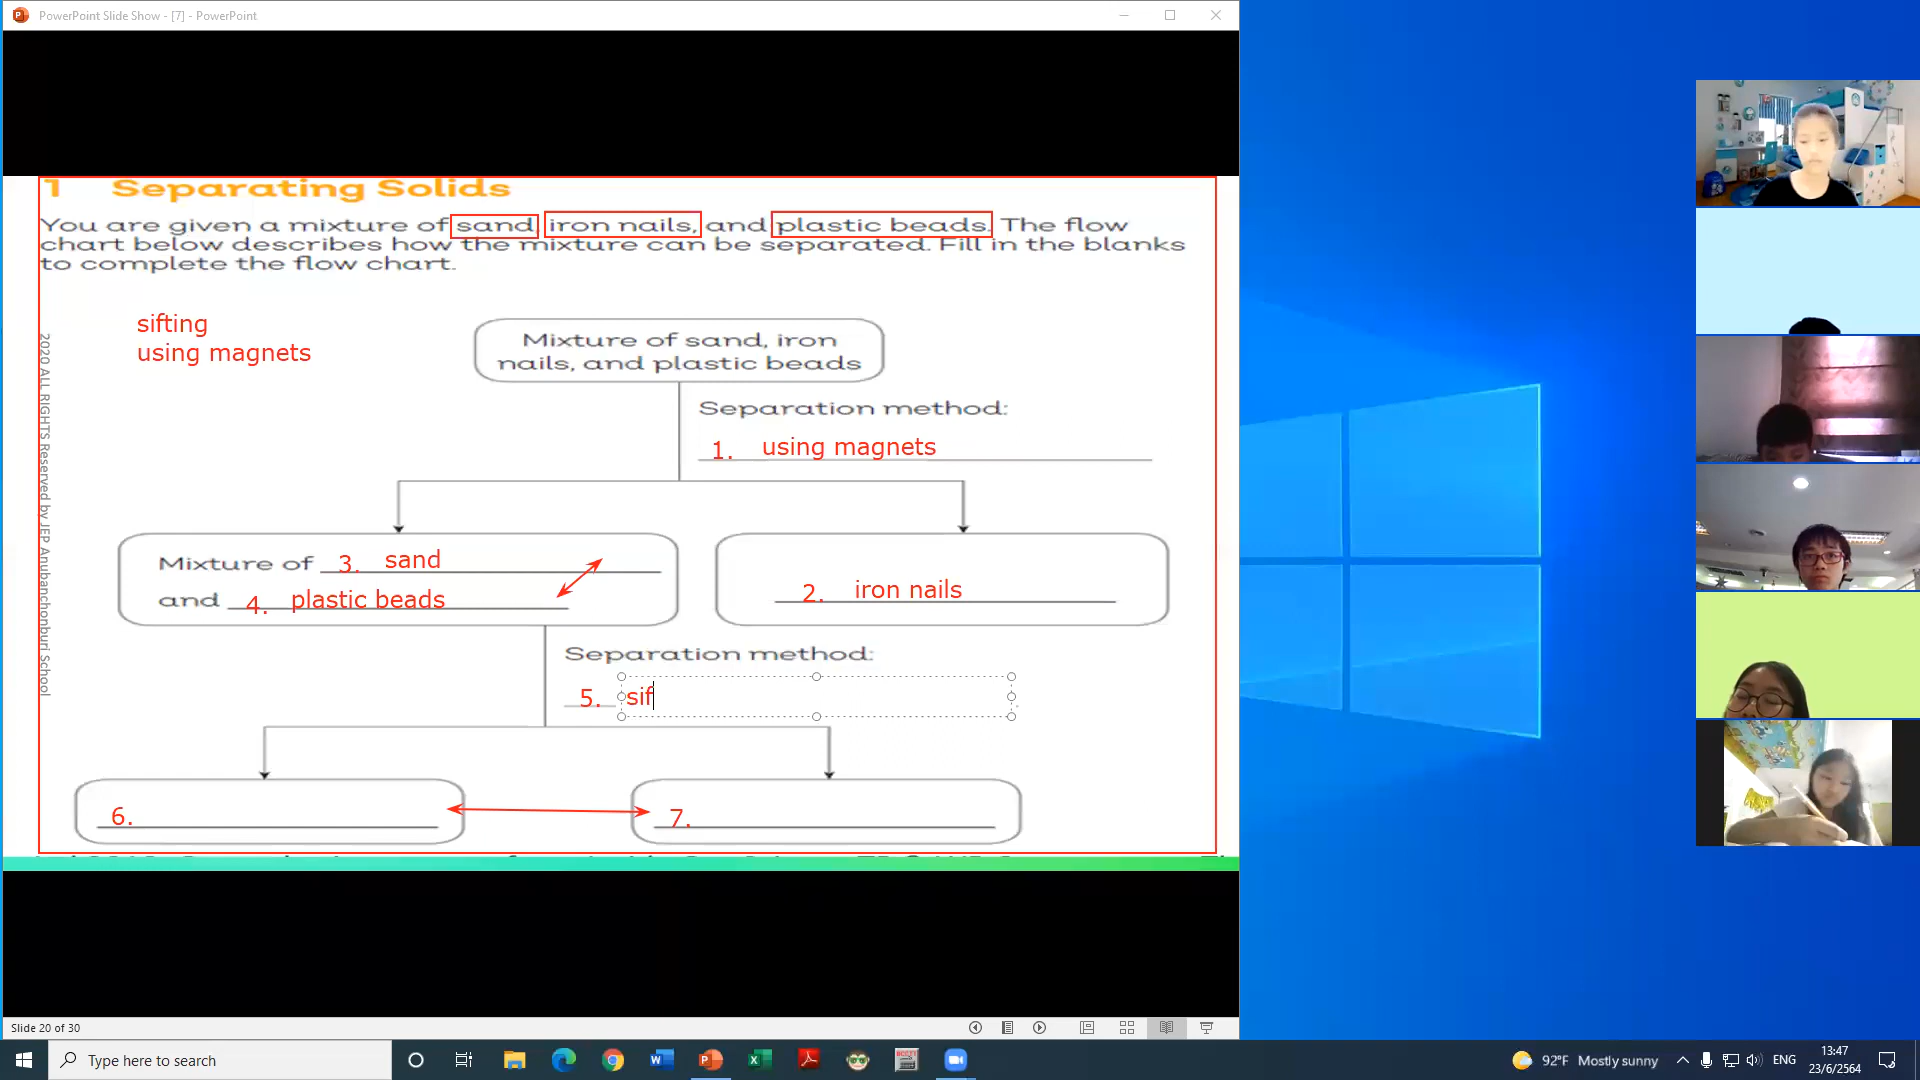 PowerPoint Slide Show - [7] - PowerPoint
1 Separating Solids
You are given a mixture of sand, iron nails, and plastic beads. The flow
chart below describes how the mixture can be separated. Fill in the blanks
to complete the flow chart.
sifting
using magnets
Mixture of sand, iron
nails, and plastic beads
Separation method:
1. using magnets
Mixture of 3. sand
and 4. plastic beads
2. iron nails
Separation method:
5. sif
6.
7.
2020 ALL RIGHTS Reserved by JEP Anubanchonburi School
Slide 20 of 30
Type here to search
92°F Mostly sunny
ENG
13:47
23/6/2564